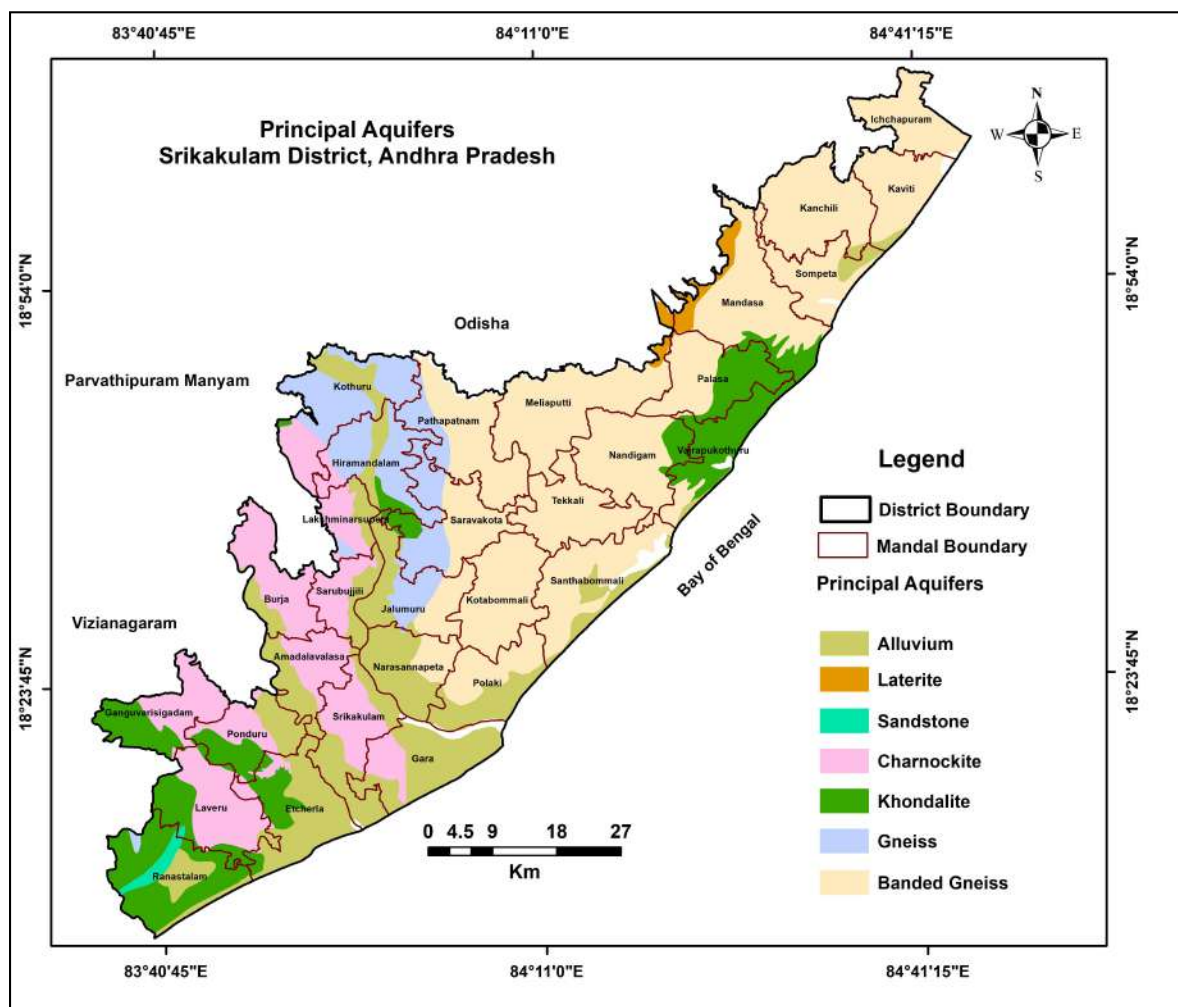 83°40'45"E
84°11'0"E
84°41'15"E
Principal Aquifers
Srikakulam District, Andhra Pradesh
N
W
E
S
Ichchapuram
Kaviti
Kanchili
Sompeta
18°54'0"N
18°54'0"N
Mandasa
Odisha
Parvathipuram Manyam
Kothuru
Palasa
Meliaputti
Pathapatnam
Vajrapukothuru
Nandigam
Hiramandalam
Legend
Tekkali
District Boundary
Lakshminarsupeta
Saravakota
Mandal Boundary
Bay of Bengal
Santhabommali
Principal Aquifers
Burja
Sarubujjili
Kotabommali
Jalumuru
Vizianagaram
Alluvium
Amadalavalasa
Narasannapeta
Polaki
Laterite
18°23'45"N
18°23'45"N
Ganguvarisigadam
Srikakulam
Sandstone
Ponduru
Gara
Charnockite
Laveru
Etcherla
Khondalite
0 4.5 9 18 27
Gneiss
Km
Ranastalam
Banded Gneiss
83°40'45"E
84°11'0"E
84°41'15"E